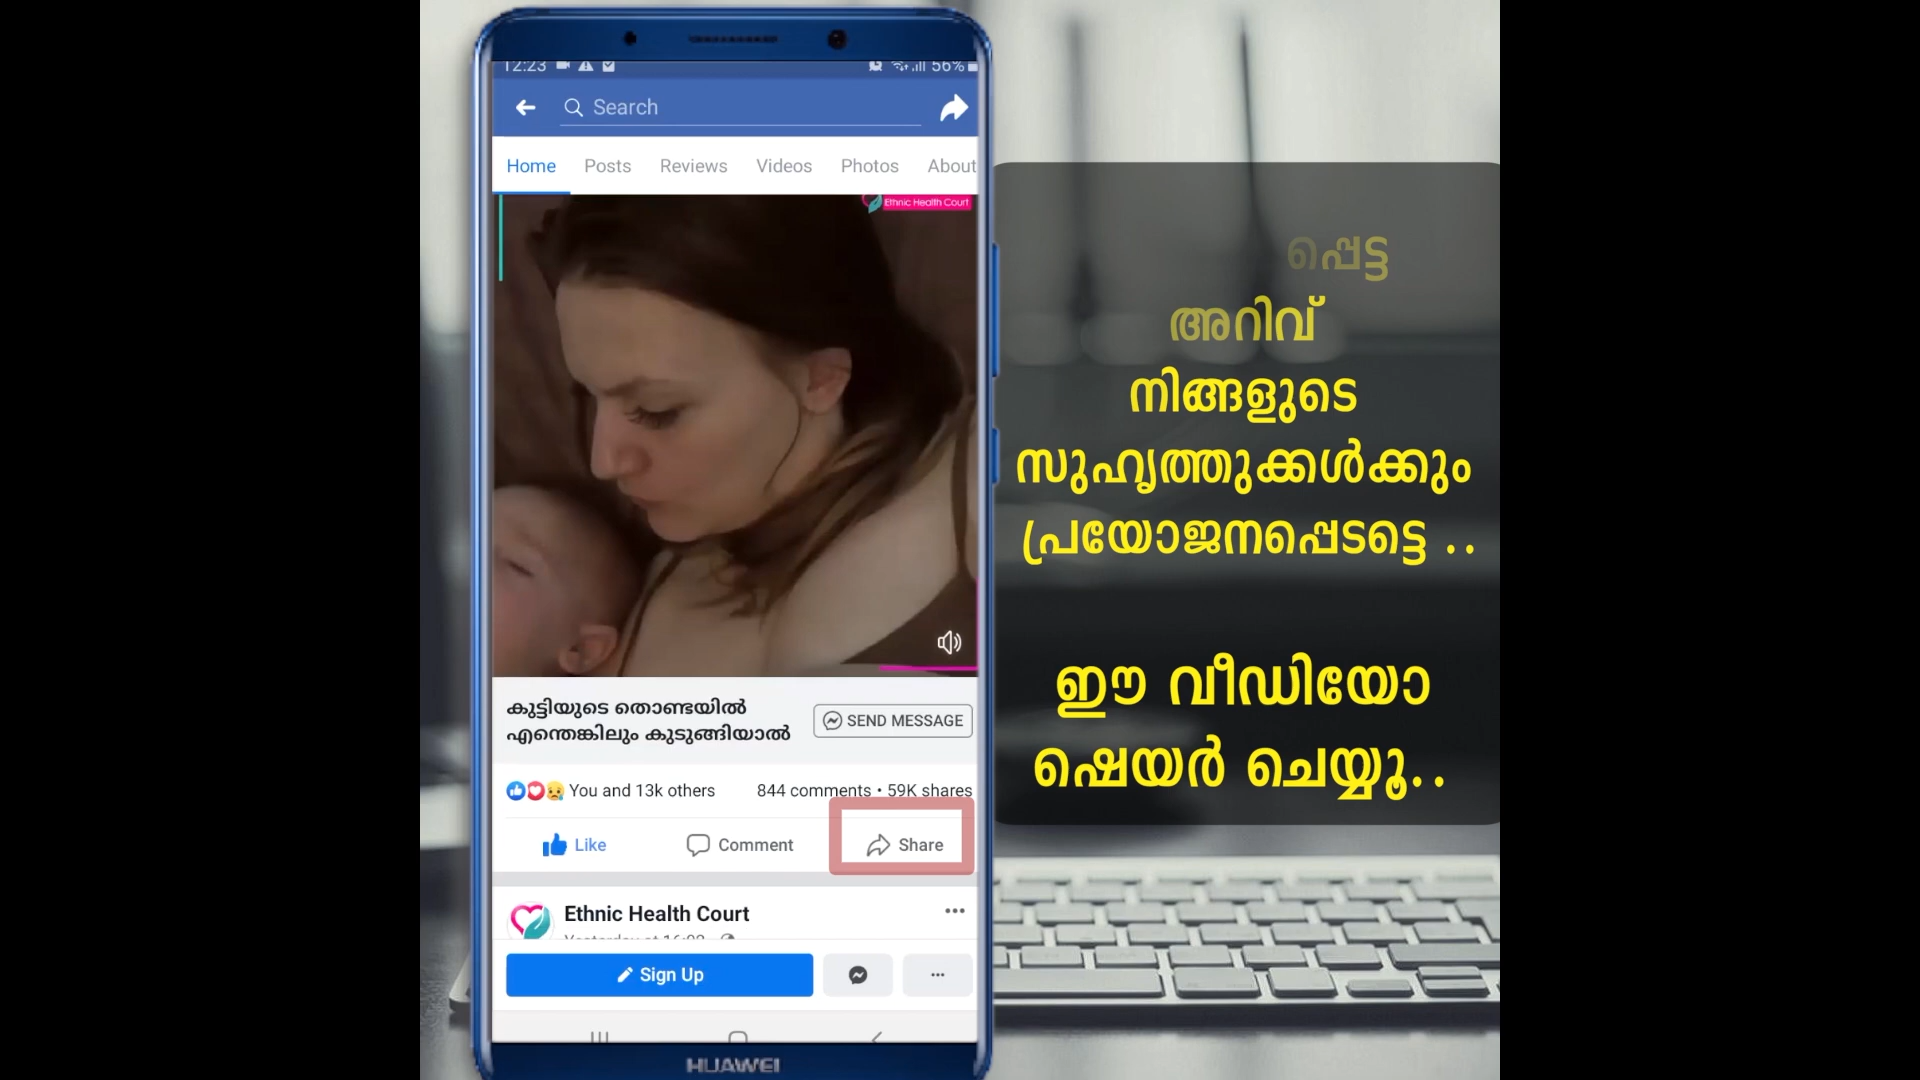 12:23
56%
Search
Home Posts Reviews Videos Photos About
Ethnic Health Court
കുട്ടിയുടെ തൊണ്ടയിൽ
എന്തെങ്കിലും കുടുങ്ങിയാൽ
SEND MESSAGE
You and 13k others 844 comments • 59K shares
Like Comment Share
Ethnic Health Court
Sign Up
HUAWEI
പ്പെട്ട
അറിവ്
നിങ്ങളുടെ
സുഹൃത്തുക്കൾക്കും
പ്രയോജനപ്പെടട്ടെ ..
ഈ വീഡിയോ
ഷെയർ ചെയ്യൂ..